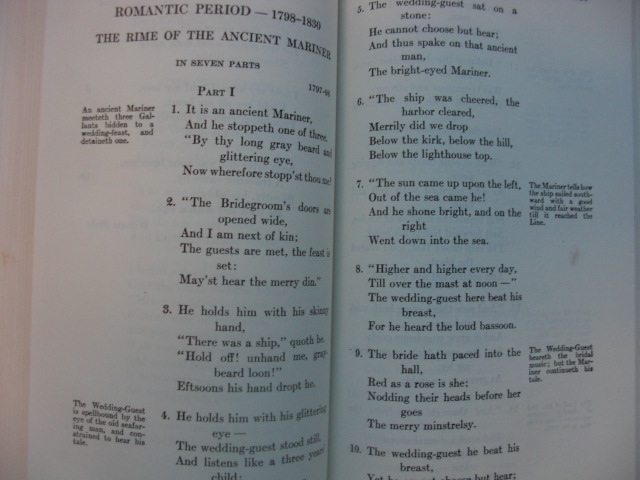 ROMANTIC PERIOD — 1798-1830
THE RIME OF THE ANCIENT MARINER
IN SEVEN PARTS
1797-98
PART I
An ancient Mariner
meeteth three Gal-
lants bidden to a
wedding-feast, and
detaineth one.
1. It is an ancient Mariner,
And he stoppeth one of three.
"By thy long gray beard and
glittering eye,
Now wherefore stopp'st thou me?
2. "The Bridegroom's doors are
opened wide,
And I am next of kin;
The guests are met, the feast is
set:
May'st hear the merry din."
3. He holds him with his skinny
hand,
"There was a ship," quoth he.
"Hold off! unhand me, gray-
beard loon!"
Eftsoons his hand dropt he.
The Wedding-Guest
is spellbound by the
eye of the old seafar-
ing man, and con-
strained to hear his
tale.
4. He holds him with his glittering
eye —
The wedding-guest stood still,
And listens like a three years'
child:
5. The wedding-guest sat on a
stone:
He cannot choose but hear;
And thus spake on that ancient
man,
The bright-eyed Mariner.
6. "The ship was cheered, the
harbor cleared,
Merrily did we drop
Below the kirk, below the hill,
Below the lighthouse top.
7. "The sun came up upon the left,
Out of the sea came he!
And he shone bright, and on the
right
Went down into the sea.
The Mariner tells how
the ship sailed south-
ward with a good
wind and fair weather
till it reached the
Line.
8. "Higher and higher every day,
Till over the mast at noon —"
The wedding-guest here beat his
breast,
For he heard the loud bassoon.
9. The bride hath paced into the
hall,
Red as a rose is she;
Nodding their heads before her
goes
The merry minstrelsy.
The Wedding-Guest
heareth the bridal
music; but the Mar-
iner continueth his
tale.
10. The wedding-guest he beat his
breast,
Yet he cannot choose but hear;